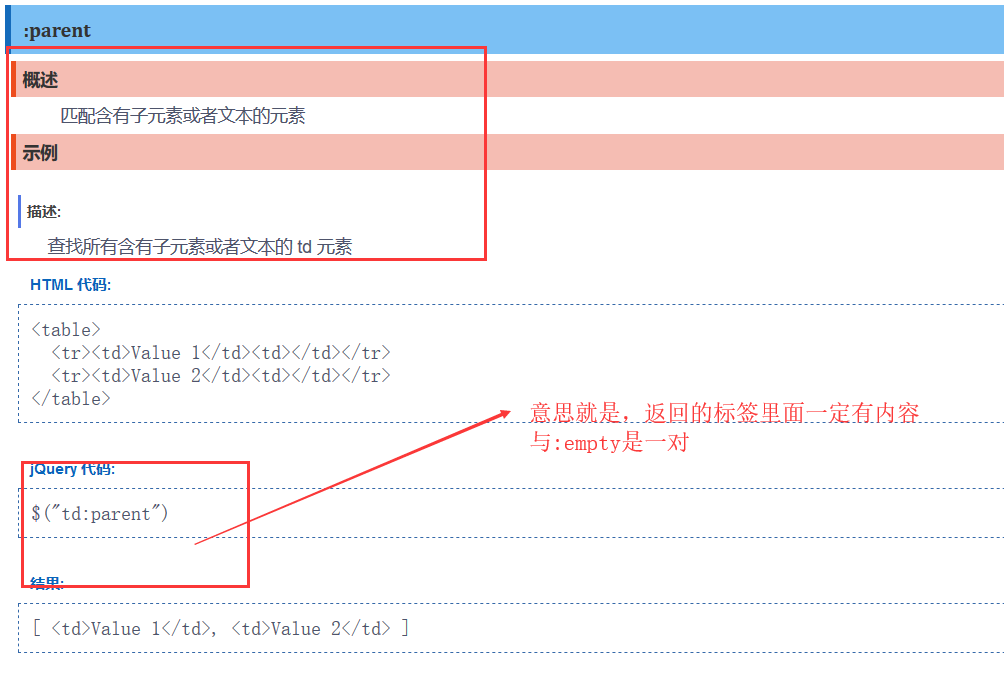 :parent
概述
匹配含有子元素或者文本的元素
示例
描述:
查找所有含有子元素或者文本的 td 元素
HTML 代码:
<table>
<tr><td>Value 1</td><td></td></tr>
<tr><td>Value 2</td><td></td></tr>
</table>
意思就是，返回的标签里面一定有内容
与:empty是一对
jQuery 代码:
$("td:parent")
结果:
[ <td>Value 1</td>, <td>Value 2</td> ]